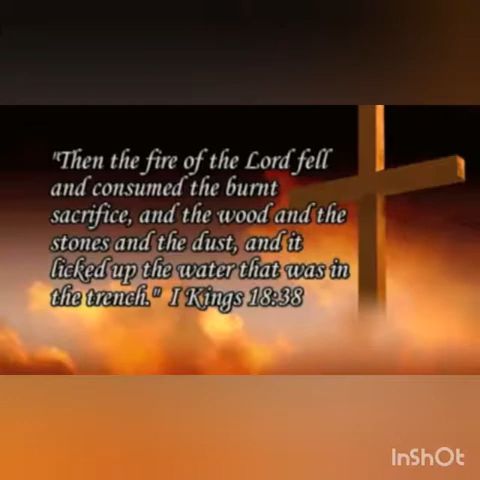 "Then the fire of the Lord fell
and consumed the burnt
sacrifice, and the wood and the
stones and the dust, and it
licked up the water that was in
the trench." I Kings 18:38
InShOt